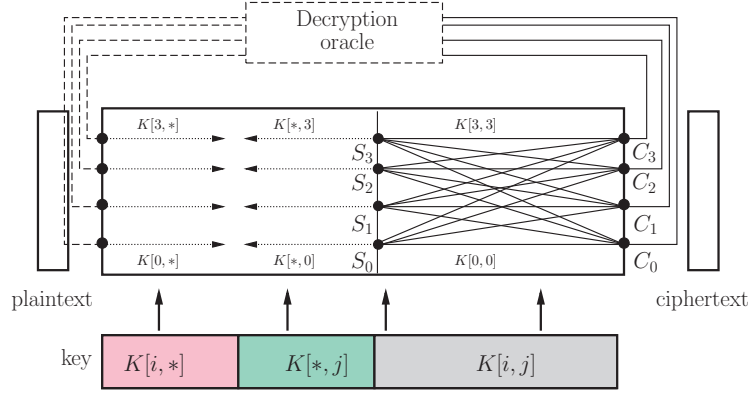 Decryption
oracle
K[3, ∗] K[∗, 3] K[3, 3]
S₃ C₃
S₂ C₂
S₁ C₁
K[0, ∗] K[∗, 0] S₀ K[0, 0] C₀
plaintext ciphertext
key K[i, ∗] K[∗, j] K[i, j]